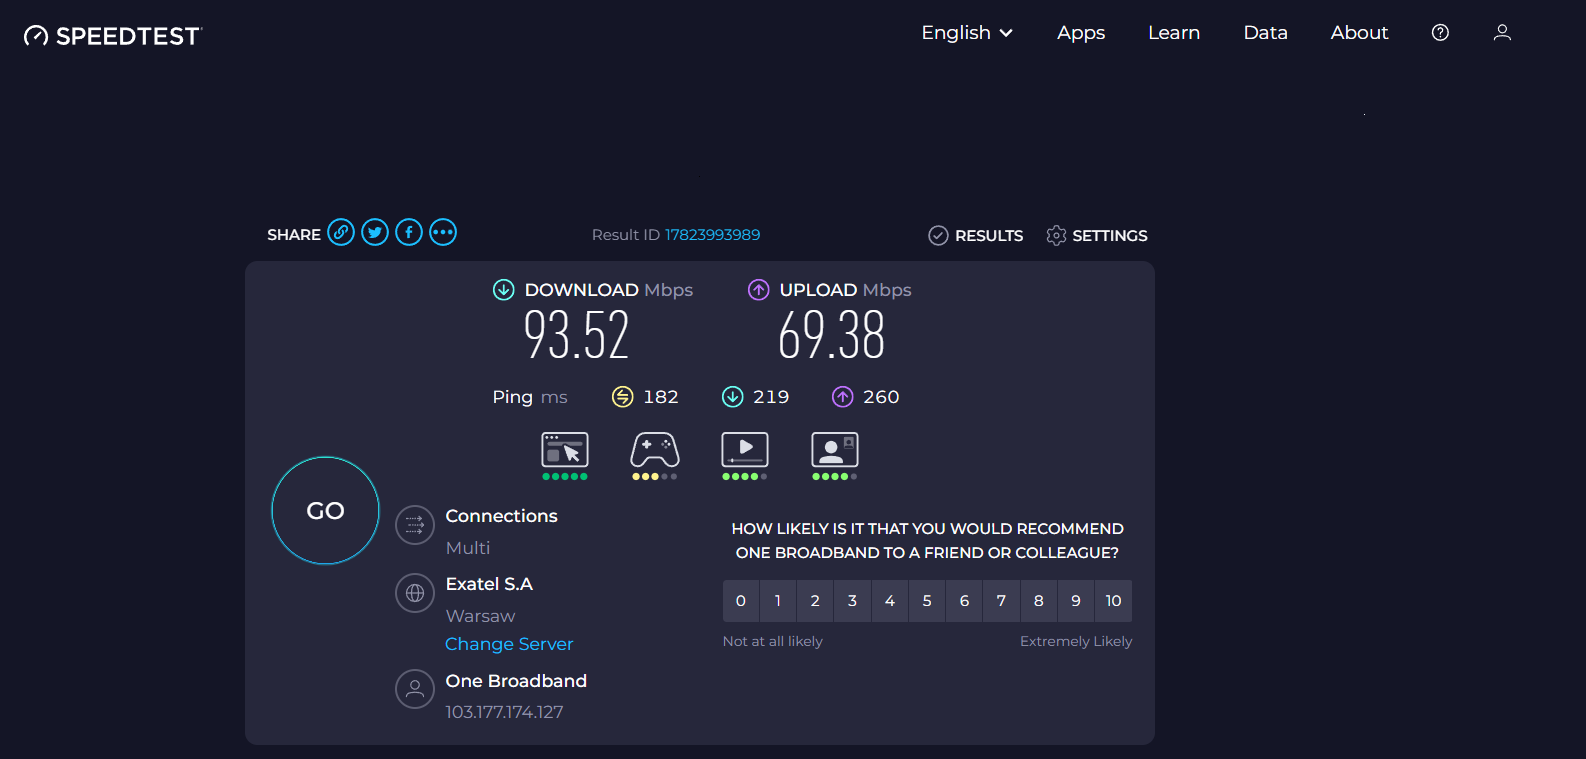 SPEEDTEST
English Apps Learn Data About
SHARE Result ID 17823993989 RESULTS SETTINGS
DOWNLOAD Mbps UPLOAD Mbps
93.52 69.38
Ping ms 182 219 260
GO
Connections
Multi
Exatel S.A
Warsaw
Change Server
One Broadband
103.177.174.127
HOW LIKELY IS IT THAT YOU WOULD RECOMMEND
ONE BROADBAND TO A FRIEND OR COLLEAGUE?
0 1 2 3 4 5 6 7 8 9 10
Not at all likely Extremely Likely